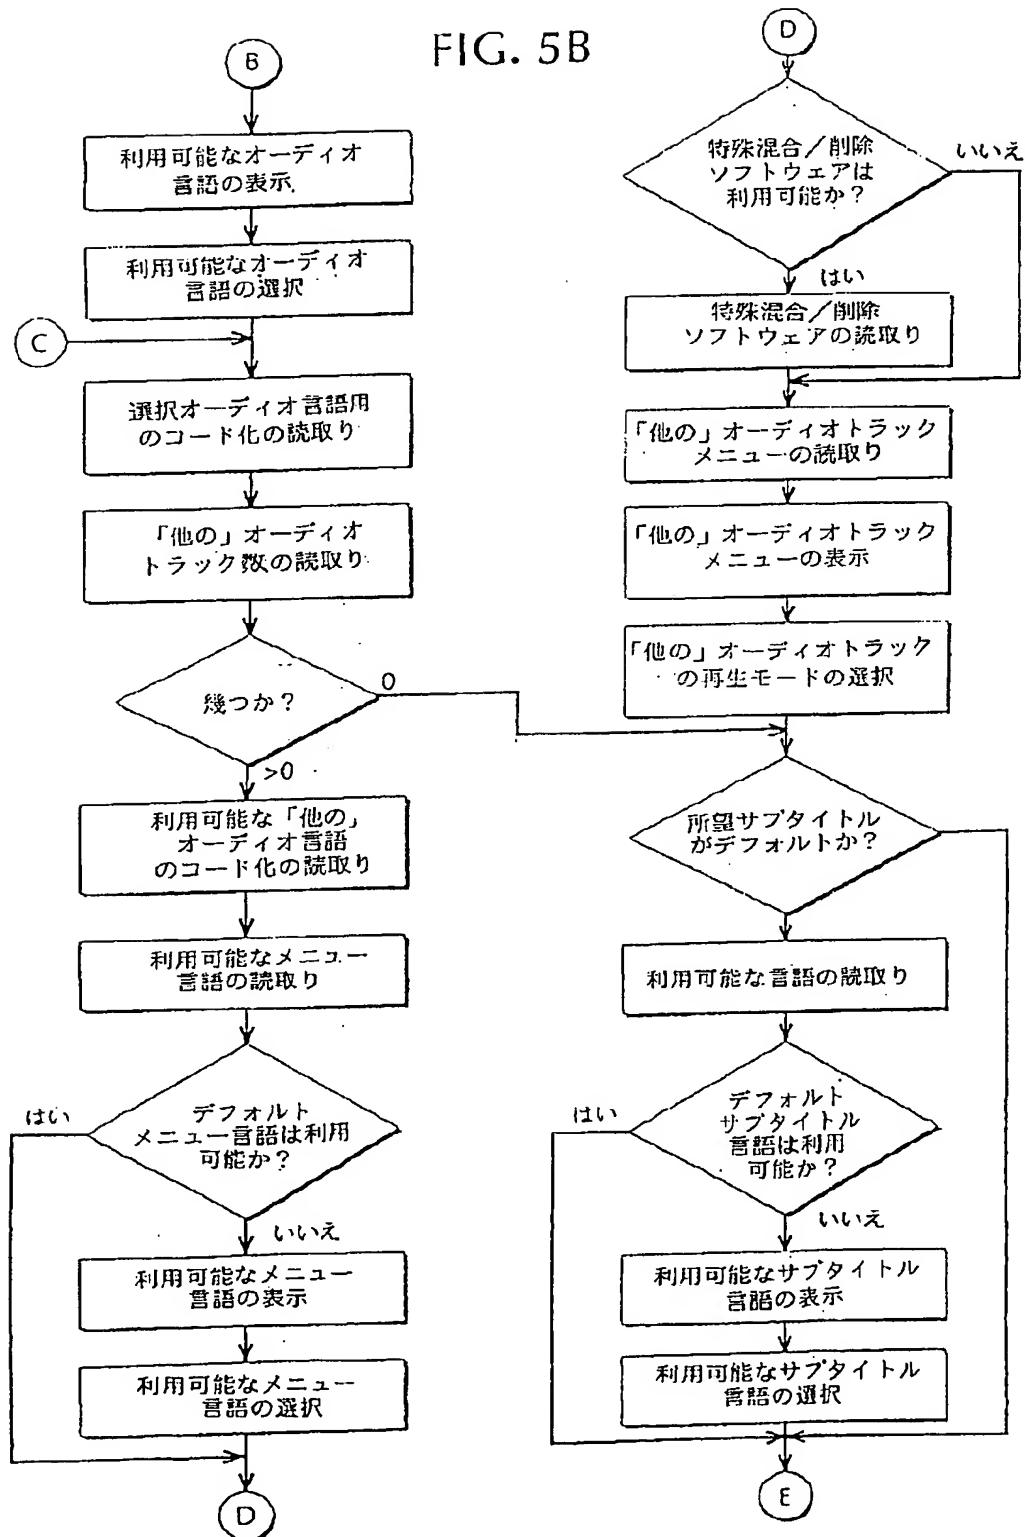 FIG. 5B
B
利用可能なオーディオ
言語の表示
利用可能なオーディオ
言語の選択
C
選択オーディオ言語用
のコード化の読取り
「他の」オーディオ
トラック数の読取り
幾つか?
0
>0
利用可能な「他の」
オーディオ言語
のコード化の読取り
利用可能なメニュー
言語の読取り
はい
デフォルト
メニュー言語は利用
可能か?
いいえ
利用可能なメニュー
言語の表示
利用可能なメニュー
言語の選択
D
D
特殊混合/削除
ソフトウェアは
利用可能か?
いいえ
はい
特殊混合/削除
ソフトウェアの読取り
「他の」オーディオトラック
メニューの読取り
「他の」オーディオトラック
メニューの表示
「他の」オーディオトラック
の再生モードの選択
所望サブタイトル
がデフォルトか?
利用可能な言語の読取り
はい
デフォルト
サブタイトル
言語は利用
可能か?
いいえ
利用可能なサブタイトル
言語の表示
利用可能なサブタイトル
言語の選択
E